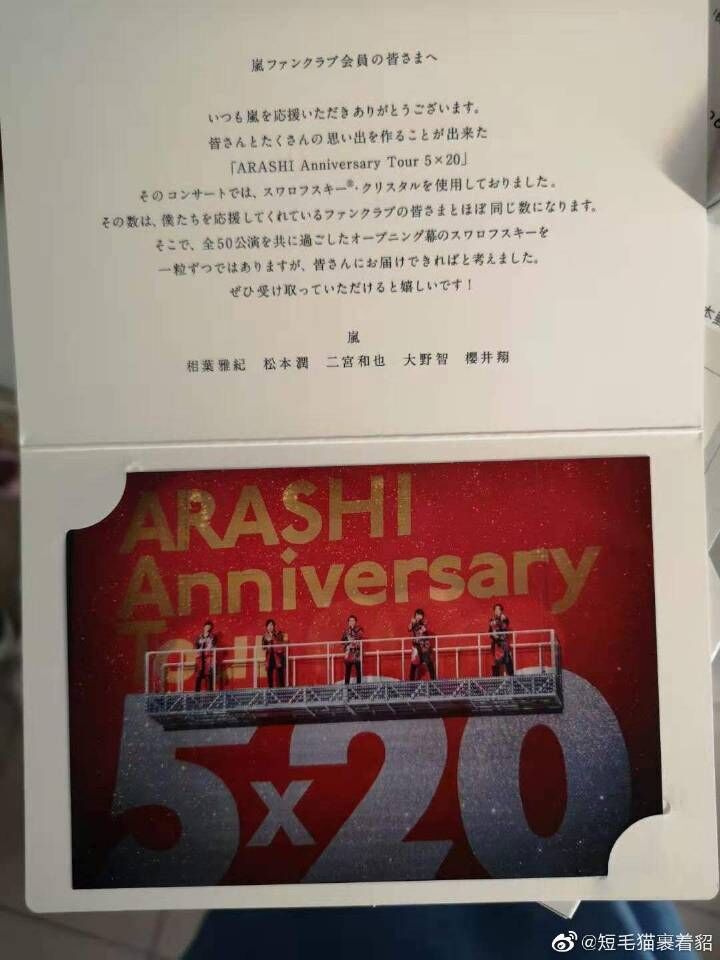 嵐ファンクラブ会員の皆さまへ
いつも嵐を応援いただきありがとうございます。
皆さんとたくさんの思い出を作ることが出来た
「ARASHI Anniversary Tour 5×20」
そのコンサートでは、スワロフスキー®・クリスタルを使用しておりました。
その数は、僕たちを応援してくれているファンクラブの皆さまとほぼ同じ数になります。
そこで、全50公演を共に過ごしたオープニング幕のスワロフスキーを
一粒ずつではありますが、皆さんにお届けできればと考えました。
ぜひ受け取っていただけると嬉しいです！
嵐
相葉雅紀 松本潤 二宮和也 大野智 櫻井翔
ARASHI
Anniversary
Tour
5x20
@短毛猫裹着貂